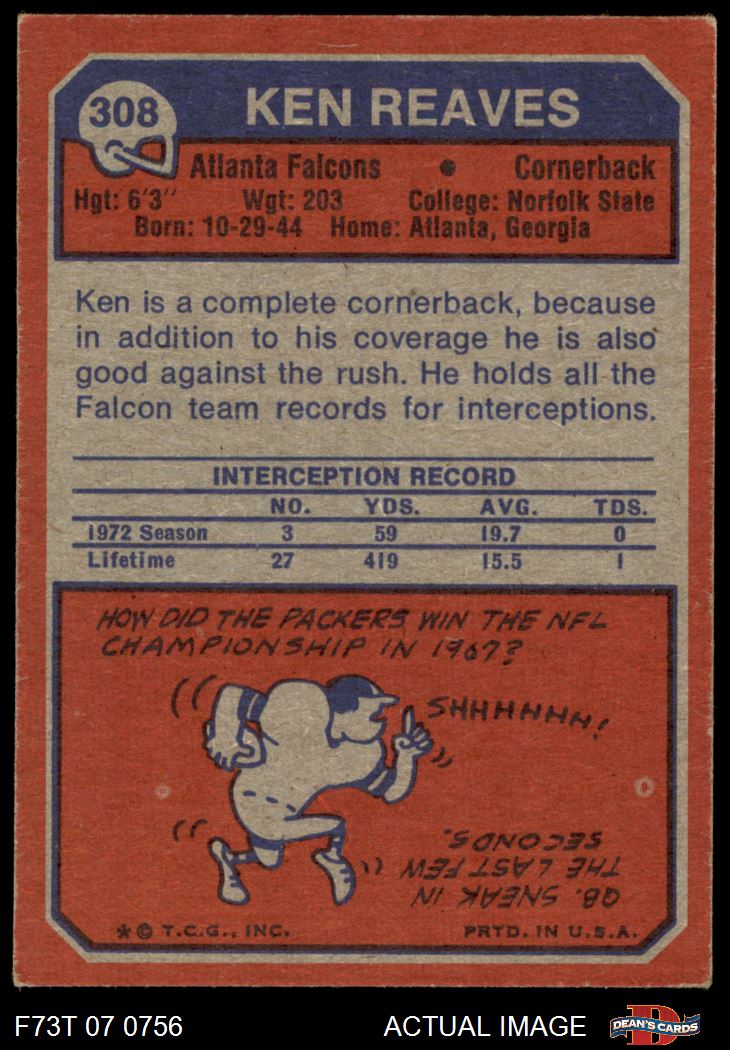 308
KEN REAVES
Atlanta Falcons • Cornerback
Hgt: 6'3" Wgt: 203 College: Norfolk State
Born: 10-29-44 Home: Atlanta, Georgia
Ken is a complete cornerback, because
in addition to his coverage he is also
good against the rush. He holds all the
Falcon team records for interceptions.
INTERCEPTION RECORD
NO. YDS. AVG. TDS.
1972 Season 3 59 19.7 0
Lifetime 27 419 15.5 1
HOW DID THE PACKERS WIN THE NFL
CHAMPIONSHIP IN 1967?
SHHHHHH!
QB. SNEAK IN
THE LAST FEW
SECONDS.
*© T.C.G., INC. PRTD. IN U.S.A.
F73T 07 0756 ACTUAL IMAGE DEAN'S CARDS